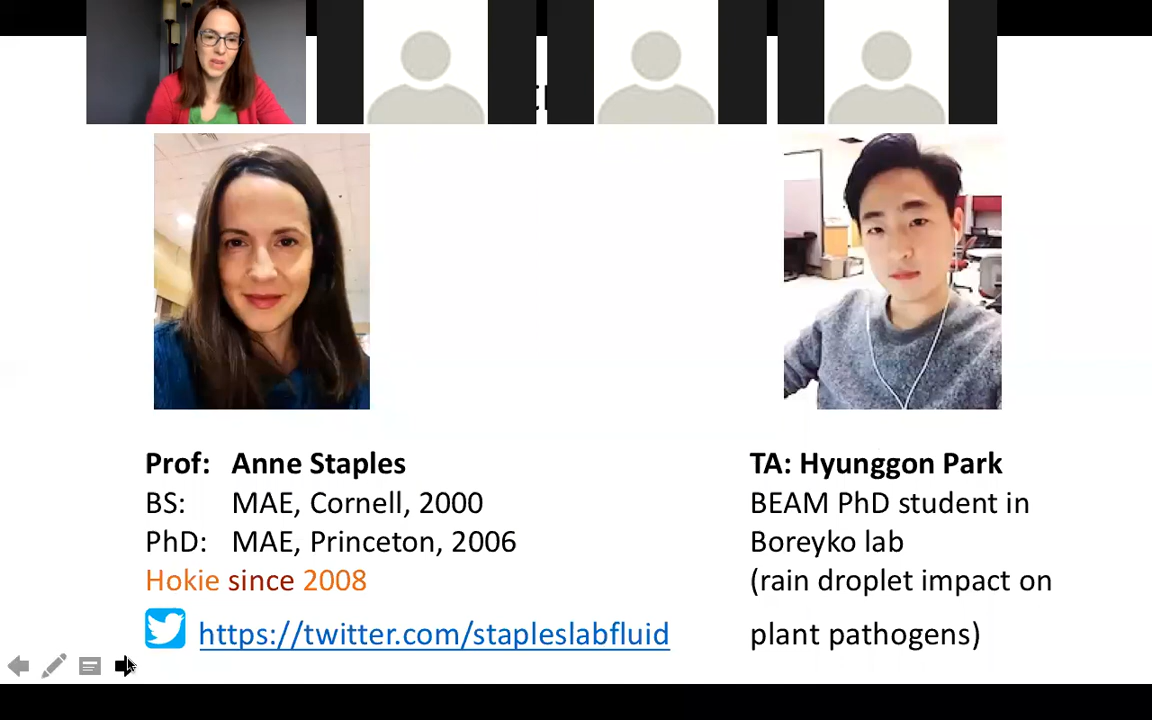 Prof: Anne Staples
BS: MAE, Cornell, 2000
PhD: MAE, Princeton, 2006
Hokie since 2008
https://twitter.com/stapleslabfluid
TA: Hyunggon Park
BEAM PhD student in
Boreyko lab
(rain droplet impact on
plant pathogens)